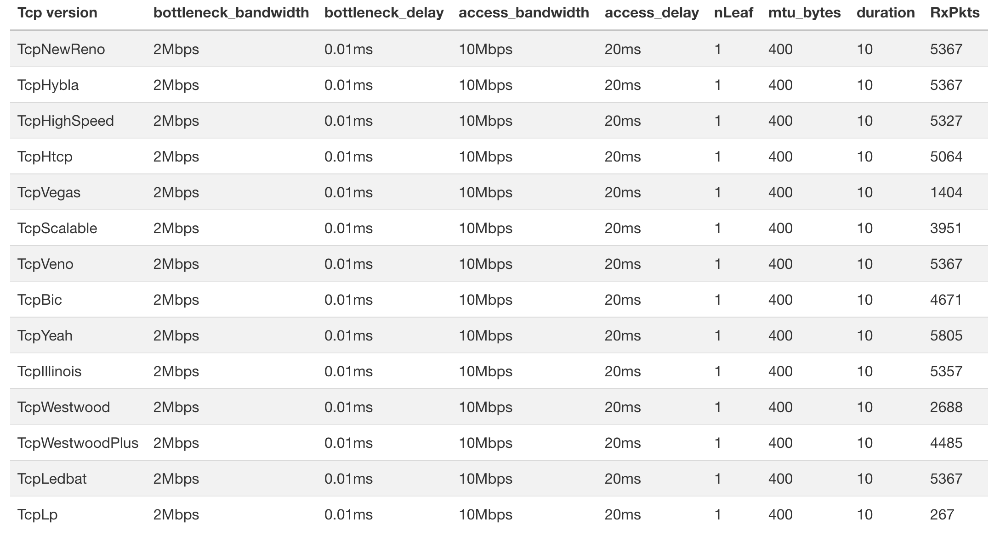 Tcp version bottleneck_bandwidth bottleneck_delay access_bandwidth access_delay nLeaf mtu_bytes duration RxPkts
TcpNewReno 2Mbps 0.01ms 10Mbps 20ms 1 400 10 5367
TcpHybla 2Mbps 0.01ms 10Mbps 20ms 1 400 10 5367
TcpHighSpeed 2Mbps 0.01ms 10Mbps 20ms 1 400 10 5327
TcpHtcp 2Mbps 0.01ms 10Mbps 20ms 1 400 10 5064
TcpVegas 2Mbps 0.01ms 10Mbps 20ms 1 400 10 1404
TcpScalable 2Mbps 0.01ms 10Mbps 20ms 1 400 10 3951
TcpVeno 2Mbps 0.01ms 10Mbps 20ms 1 400 10 5367
TcpBic 2Mbps 0.01ms 10Mbps 20ms 1 400 10 4671
TcpYeah 2Mbps 0.01ms 10Mbps 20ms 1 400 10 5805
TcpIllinois 2Mbps 0.01ms 10Mbps 20ms 1 400 10 5357
TcpWestwood 2Mbps 0.01ms 10Mbps 20ms 1 400 10 2688
TcpWestwoodPlus 2Mbps 0.01ms 10Mbps 20ms 1 400 10 4485
TcpLedbat 2Mbps 0.01ms 10Mbps 20ms 1 400 10 5367
TcpLp 2Mbps 0.01ms 10Mbps 20ms 1 400 10 267